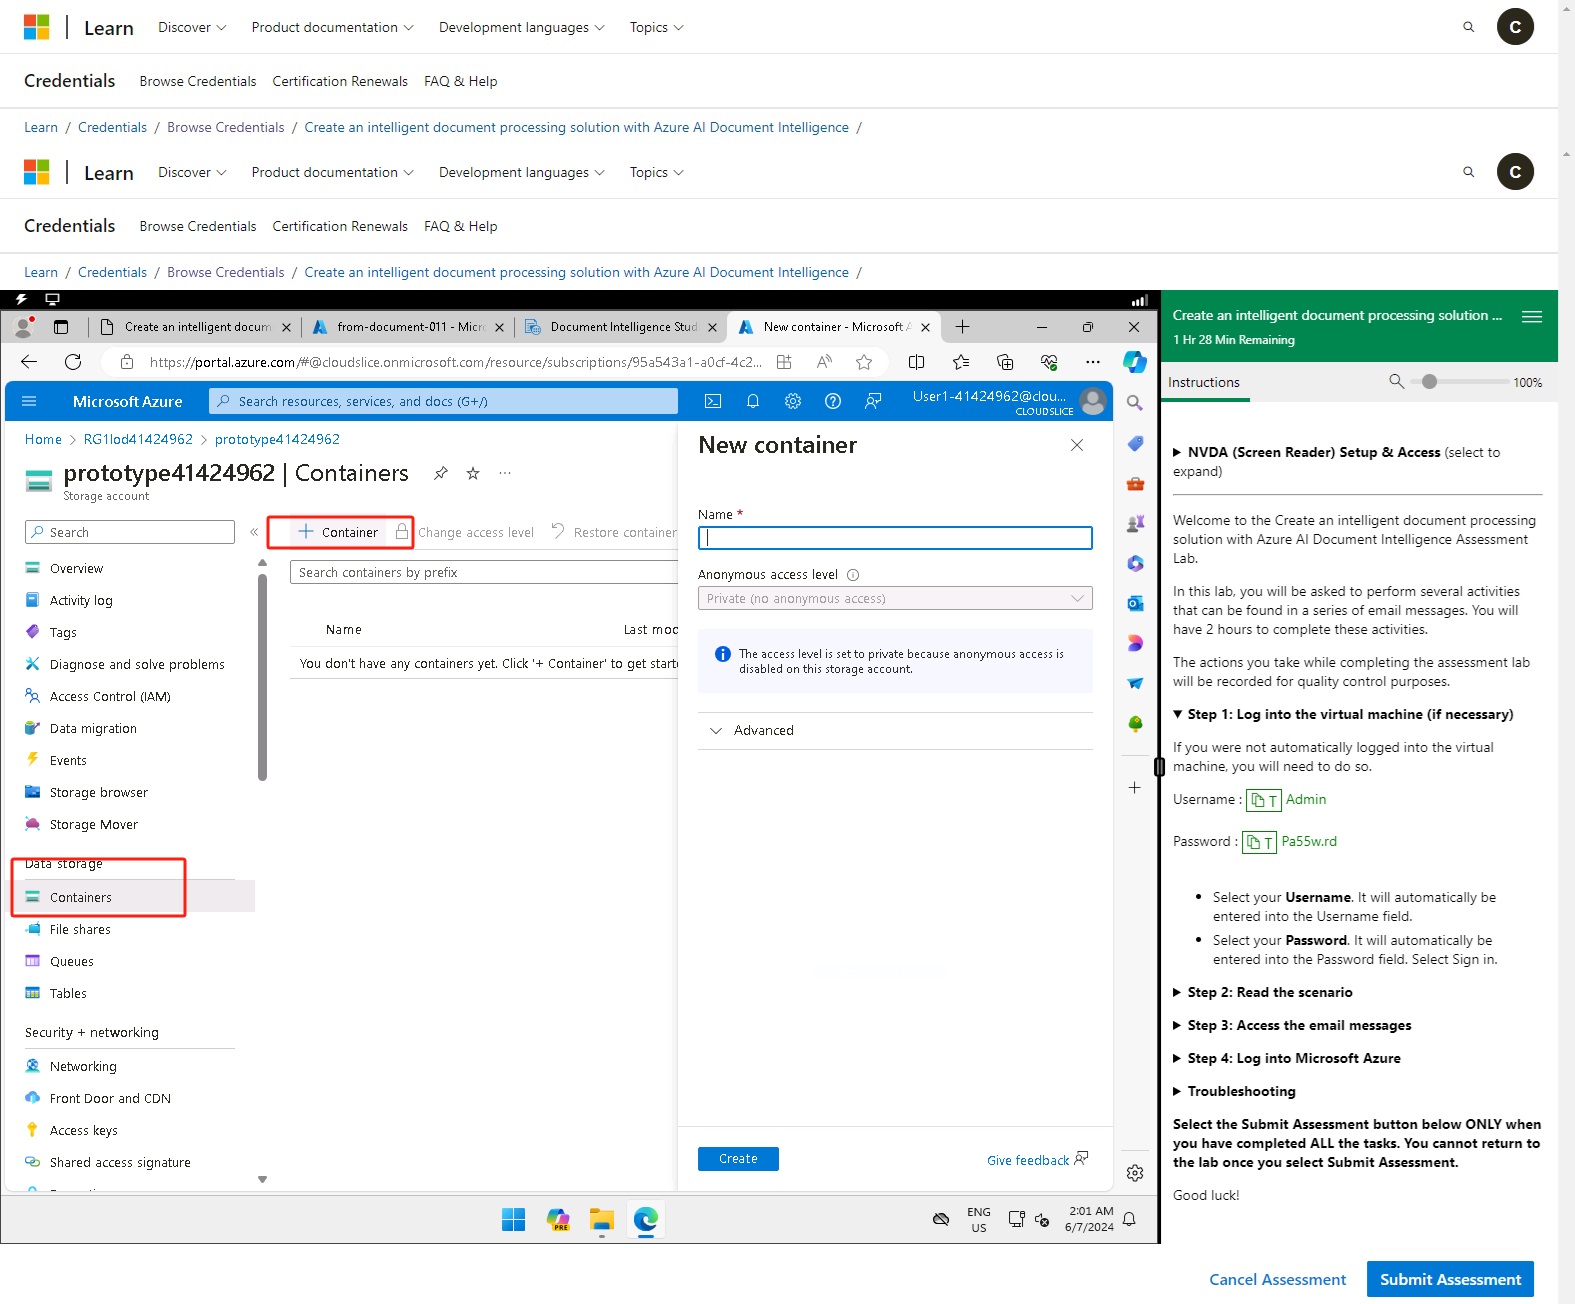 Learn Discover Product documentation Development languages Topics C
Credentials Browse Credentials Certification Renewals FAQ & Help
Learn / Credentials / Browse Credentials / Create an intelligent document processing solution with Azure AI Document Intelligence /
Learn Discover Product documentation Development languages Topics C
Credentials Browse Credentials Certification Renewals FAQ & Help
Learn / Credentials / Browse Credentials / Create an intelligent document processing solution with Azure AI Document Intelligence /
Create an intelligent docum from-document-011 - Micro Document Intelligence Stud New container - Microsoft A
https://portal.azure.com/#@cloudslice.onmicrosoft.com/resource/subscriptions/95a543a1-a0cf-4c2...
Microsoft Azure
Search resources, services, and docs (G+/)
User1-41424962@clou...
CLOUDSLICE
Home > RG1lod41424962 > prototype41424962
prototype41424962 | Containers
Storage account
Search
Overview
Activity log
Tags
Diagnose and solve problems
Access Control (IAM)
Data migration
Events
Storage browser
Storage Mover
Data storage
Containers
File shares
Queues
Tables
Security + networking
Networking
Front Door and CDN
Access keys
Shared access signature
Container Change access level Restore container
Search containers by prefix
Name Last mod
You don't have any containers yet. Click '+ Container' to get starte
New container
Name *
Anonymous access level
Private (no anonymous access)
The access level is set to private because anonymous access is
disabled on this storage account.
Advanced
Create
Give feedback
PRE
ENG
US
2:01 AM
6/7/2024
Create an intelligent document processing solution ...
1 Hr 28 Min Remaining
Instructions
100%
NVDA (Screen Reader) Setup & Access (select to
expand)
Welcome to the Create an intelligent document processing
solution with Azure AI Document Intelligence Assessment
Lab.
In this lab, you will be asked to perform several activities
that can be found in a series of email messages. You will
have 2 hours to complete these activities.
The actions you take while completing the assessment lab
will be recorded for quality control purposes.
Step 1: Log into the virtual machine (if necessary)
If you were not automatically logged into the virtual
machine, you will need to do so.
Username : T Admin
Password : T Pa55w.rd
• Select your Username. It will automatically be
entered into the Username field.
• Select your Password. It will automatically be
entered into the Password field. Select Sign in.
Step 2: Read the scenario
Step 3: Access the email messages
Step 4: Log into Microsoft Azure
Troubleshooting
Select the Submit Assessment button below ONLY when
you have completed ALL the tasks. You cannot return to
the lab once you select Submit Assessment.
Good luck!
Cancel Assessment
Submit Assessment